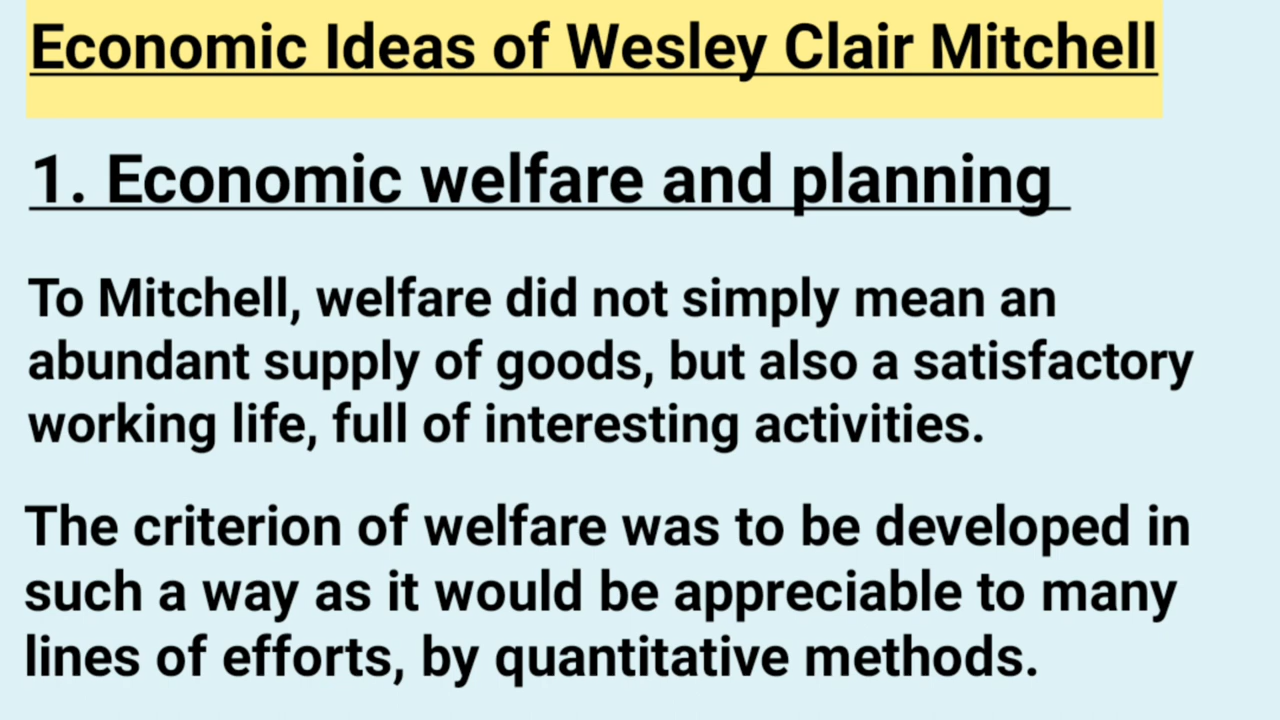 Economic Ideas of Wesley Clair Mitchell
1. Economic welfare and planning
To Mitchell, welfare did not simply mean an
abundant supply of goods, but also a satisfactory
working life, full of interesting activities.
The criterion of welfare was to be developed in
such a way as it would be appreciable to many
lines of efforts, by quantitative methods.